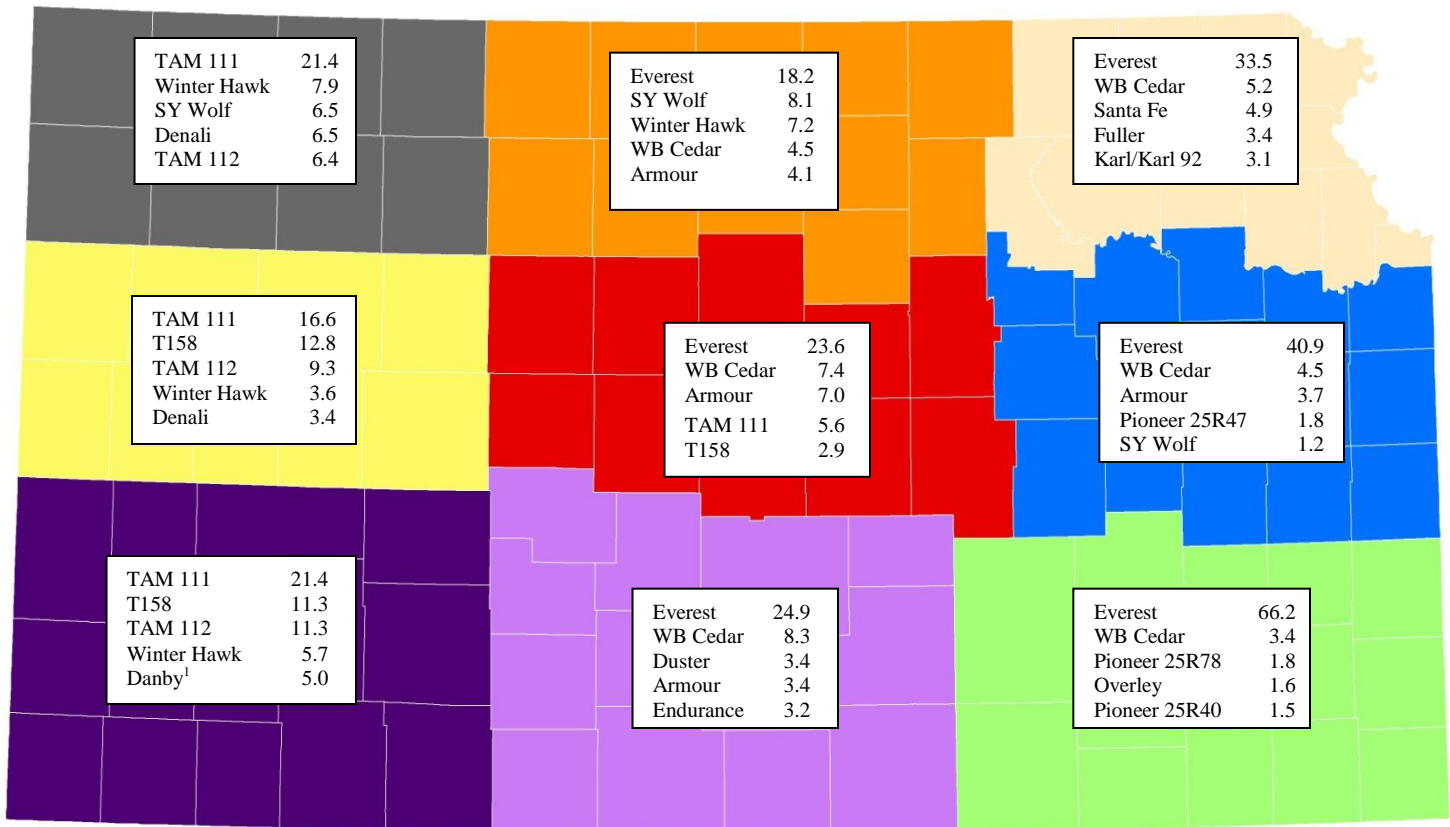 TAM 111 21.4
Winter Hawk 7.9
SY Wolf 6.5
Denali 6.5
TAM 112 6.4
Everest 18.2
SY Wolf 8.1
Winter Hawk 7.2
WB Cedar 4.5
Armour 4.1
Everest 33.5
WB Cedar 5.2
Santa Fe 4.9
Fuller 3.4
Karl/Karl 92 3.1
TAM 111 16.6
T158 12.8
TAM 112 9.3
Winter Hawk 3.6
Denali 3.4
Everest 23.6
WB Cedar 7.4
Armour 7.0
TAM 111 5.6
T158 2.9
Everest 40.9
WB Cedar 4.5
Armour 3.7
Pioneer 25R47 1.8
SY Wolf 1.2
TAM 111 21.4
T158 11.3
TAM 112 11.3
Winter Hawk 5.7
Danby¹ 5.0
Everest 24.9
WB Cedar 8.3
Duster 3.4
Armour 3.4
Endurance 3.2
Everest 66.2
WB Cedar 3.4
Pioneer 25R78 1.8
Overley 1.6
Pioneer 25R40 1.5